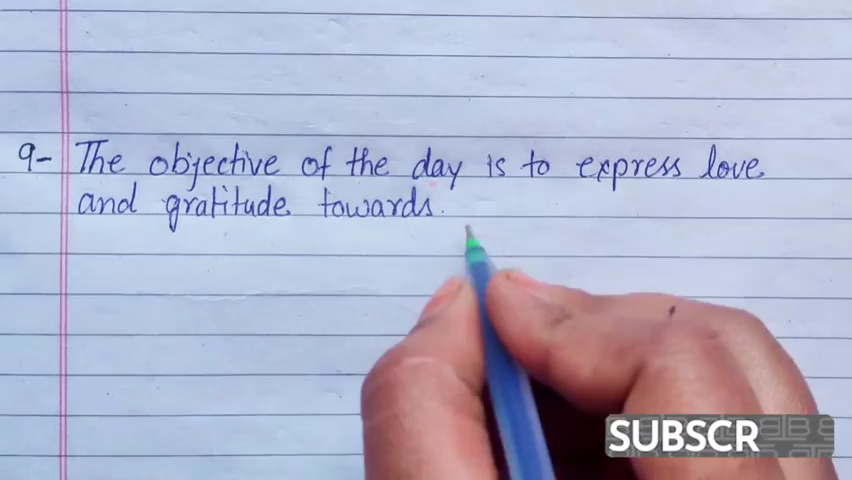 9- The objective of the day is to express love
and gratitude towards.
SUBSCR